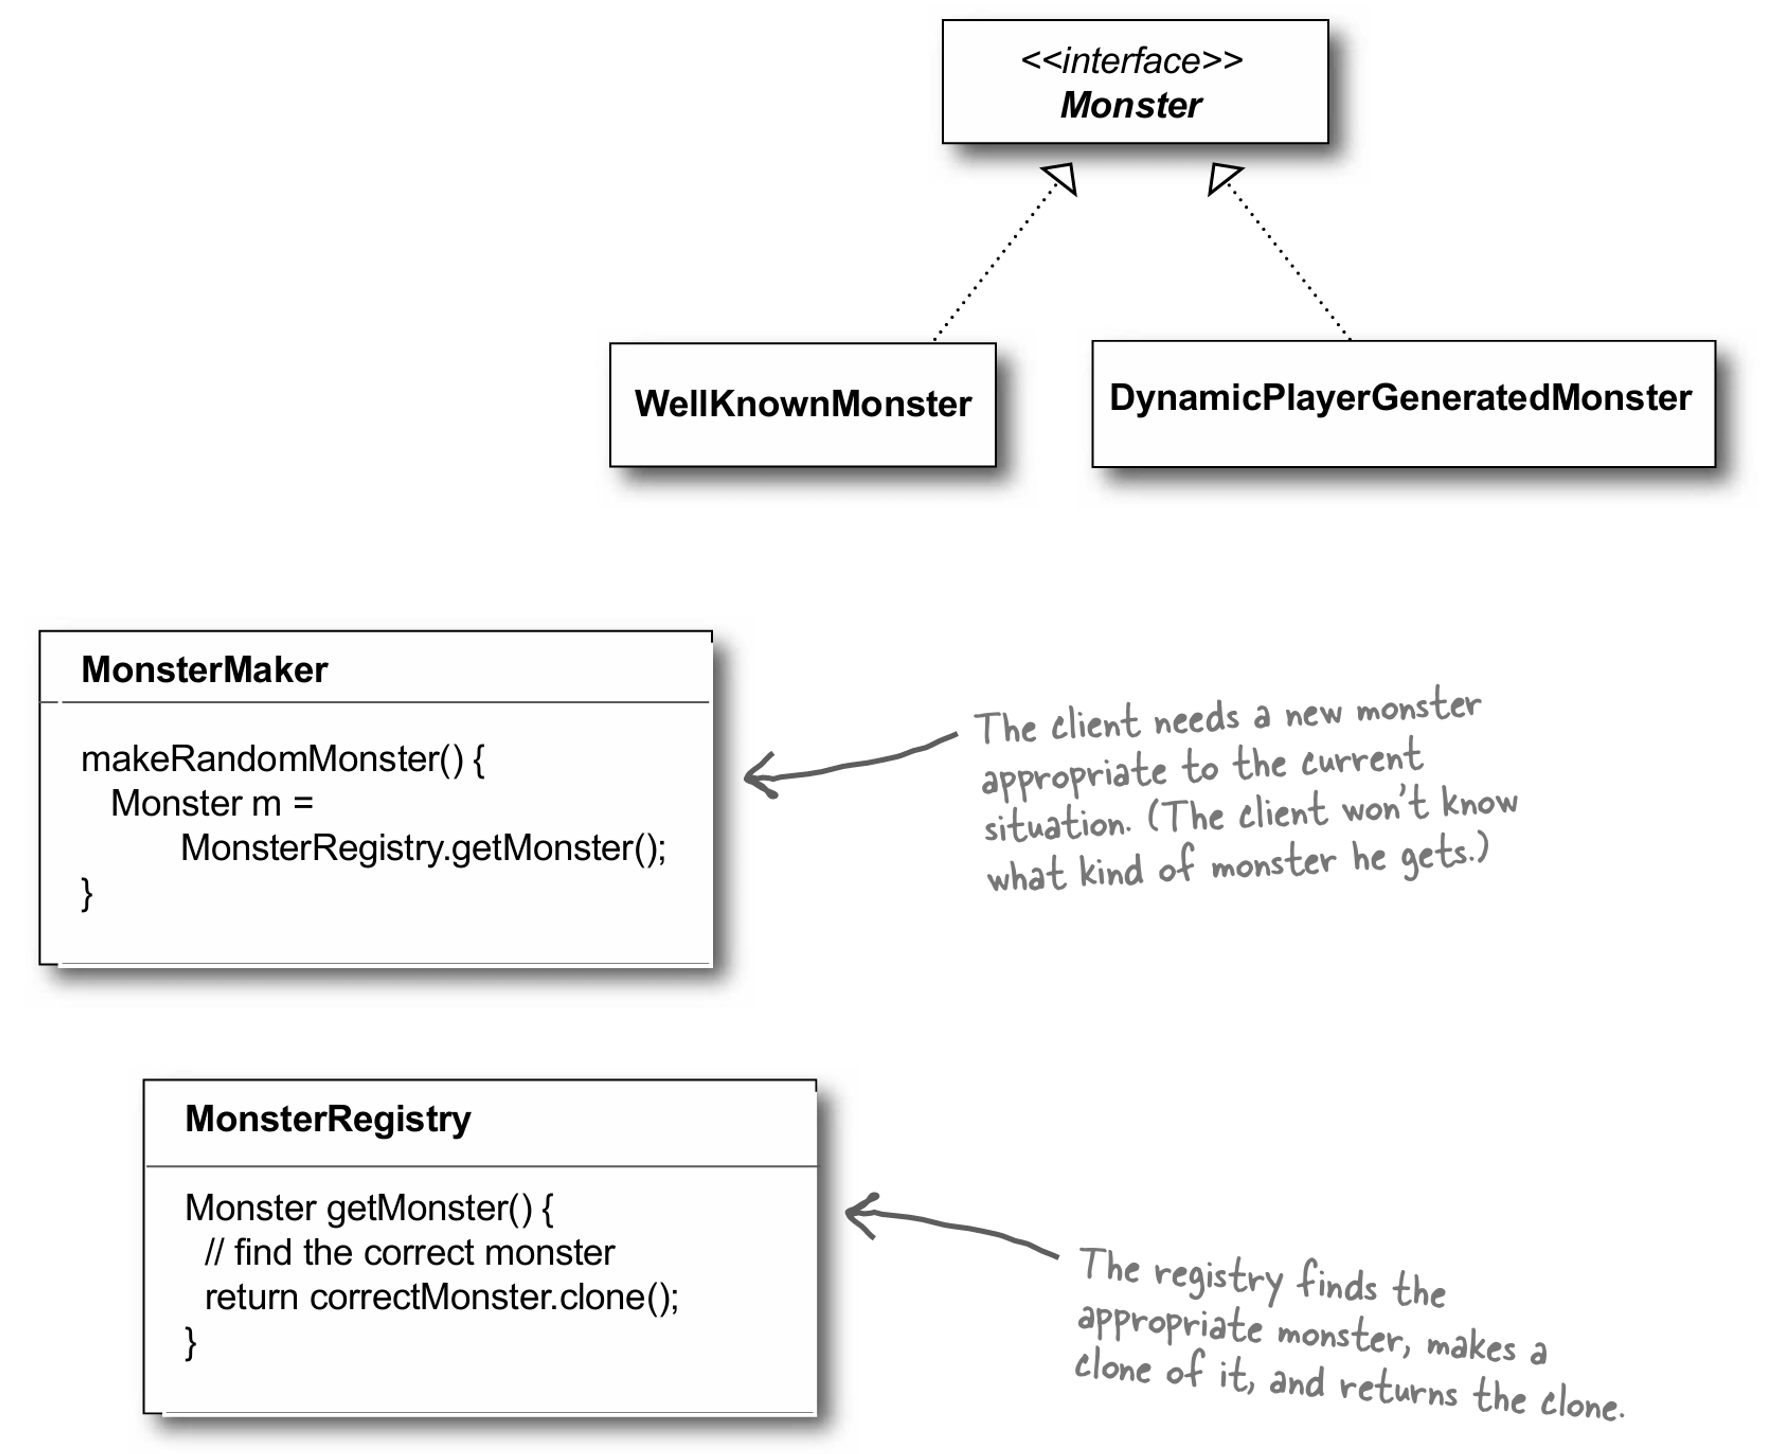 <<interface>>
Monster
WellKnownMonster
DynamicPlayerGeneratedMonster
MonsterMaker
makeRandomMonster() {
Monster m =
MonsterRegistry.getMonster();
}
The client needs a new monster
appropriate to the current
situation. (The client won't know
what kind of monster he gets.)
MonsterRegistry
Monster getMonster() {
// find the correct monster
return correctMonster.clone();
}
The registry finds the
appropriate monster, makes a
clone of it, and returns the clone.